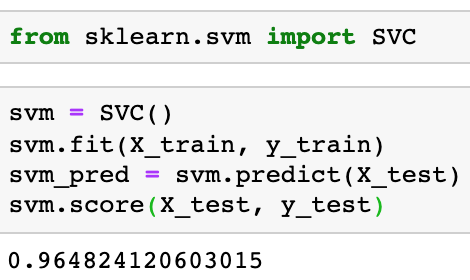 from sklearn.svm import SVC
svm = SVC()
svm.fit(X_train, y_train)
svm_pred = svm.predict(X_test)
svm.score(X_test, y_test)
0.964824120603015